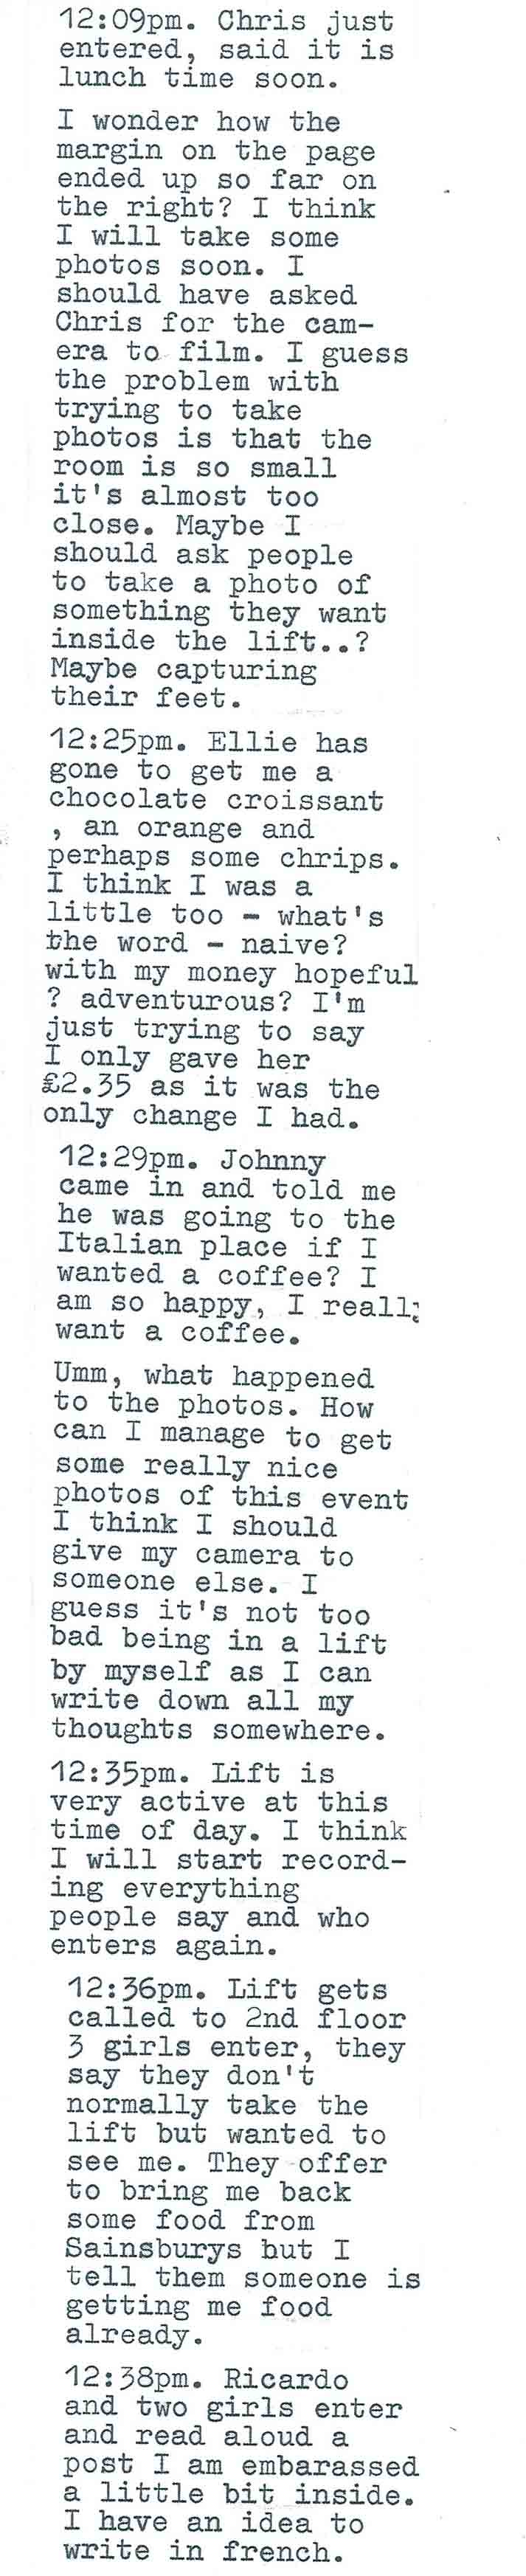 12:09pm. Chris just
entered, said it is
lunch time soon.
I wonder how the
margin on the page
ended up so far on
the right? I think
I will take some
photos soon. I
should have asked
Chris for the cam-
era to film. I guess
the problem with
trying to take
photos is that the
room is so small
it's almost too
close. Maybe I
should ask people
to take a photo of
something they want
inside the lift..?
Maybe capturing
their feet.
12:25pm. Ellie has
gone to get me a
chocolate croissant
, an orange and
perhaps some chrips.
I think I was a
little too - what's
the word - naive?
with my money hopeful
? adventurous? I'm
just trying to say
I only gave her
£2.35 as it was the
only change I had.
12:29pm. Johnny
came in and told me
he was going to the
Italian place if I
wanted a coffee? I
am so happy, I really
want a coffee.
Umm, what happened
to the photos. How
can I manage to get
some really nice
photos of this event
I think I should
give my camera to
someone else. I
guess it's not too
bad being in a lift
by myself as I can
write down all my
thoughts somewhere.
12:35pm. Lift is
very active at this
time of day. I think
I will start record-
ing everything
people say and who
enters again.
12:36pm. Lift gets
called to 2nd floor
3 girls enter, they
say they don't
normally take the
lift but wanted to
see me. They offer
to bring me back
some food from
Sainsburys but I
tell them someone is
getting me food
already.
12:38pm. Ricardo
and two girls enter
and read aloud a
post I am embarassed
a little bit inside.
I have an idea to
write in french.